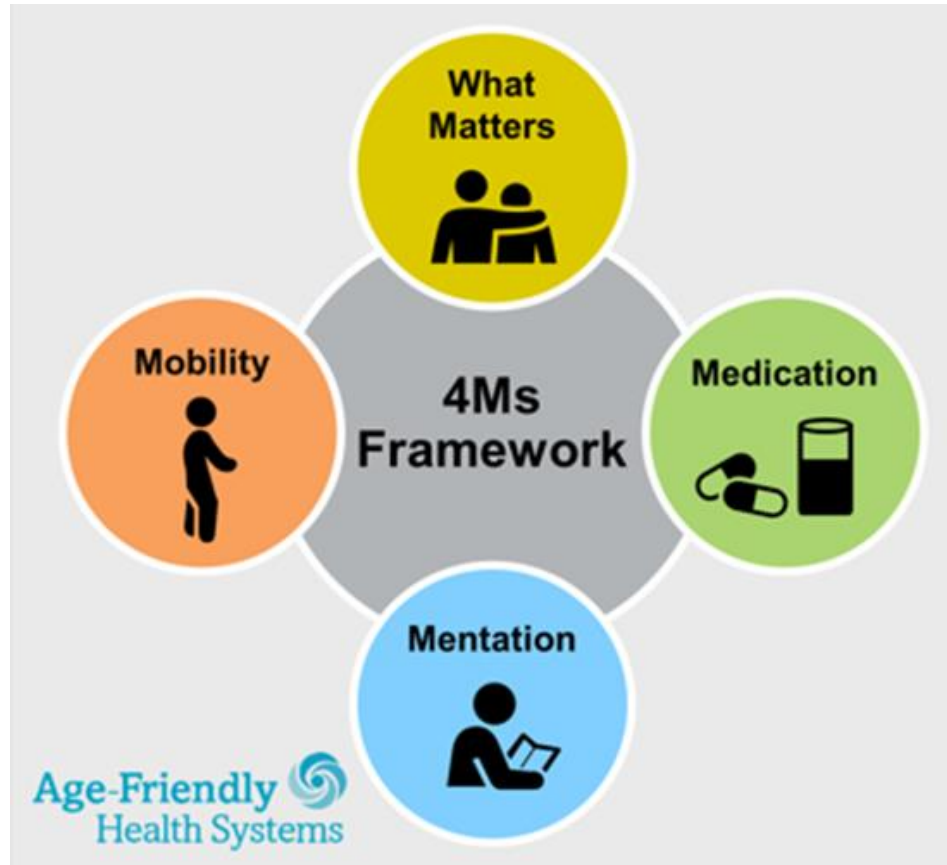 What
Matters
Mobility
4Ms
Framework
Medication
Mentation
Age-Friendly
Health Systems